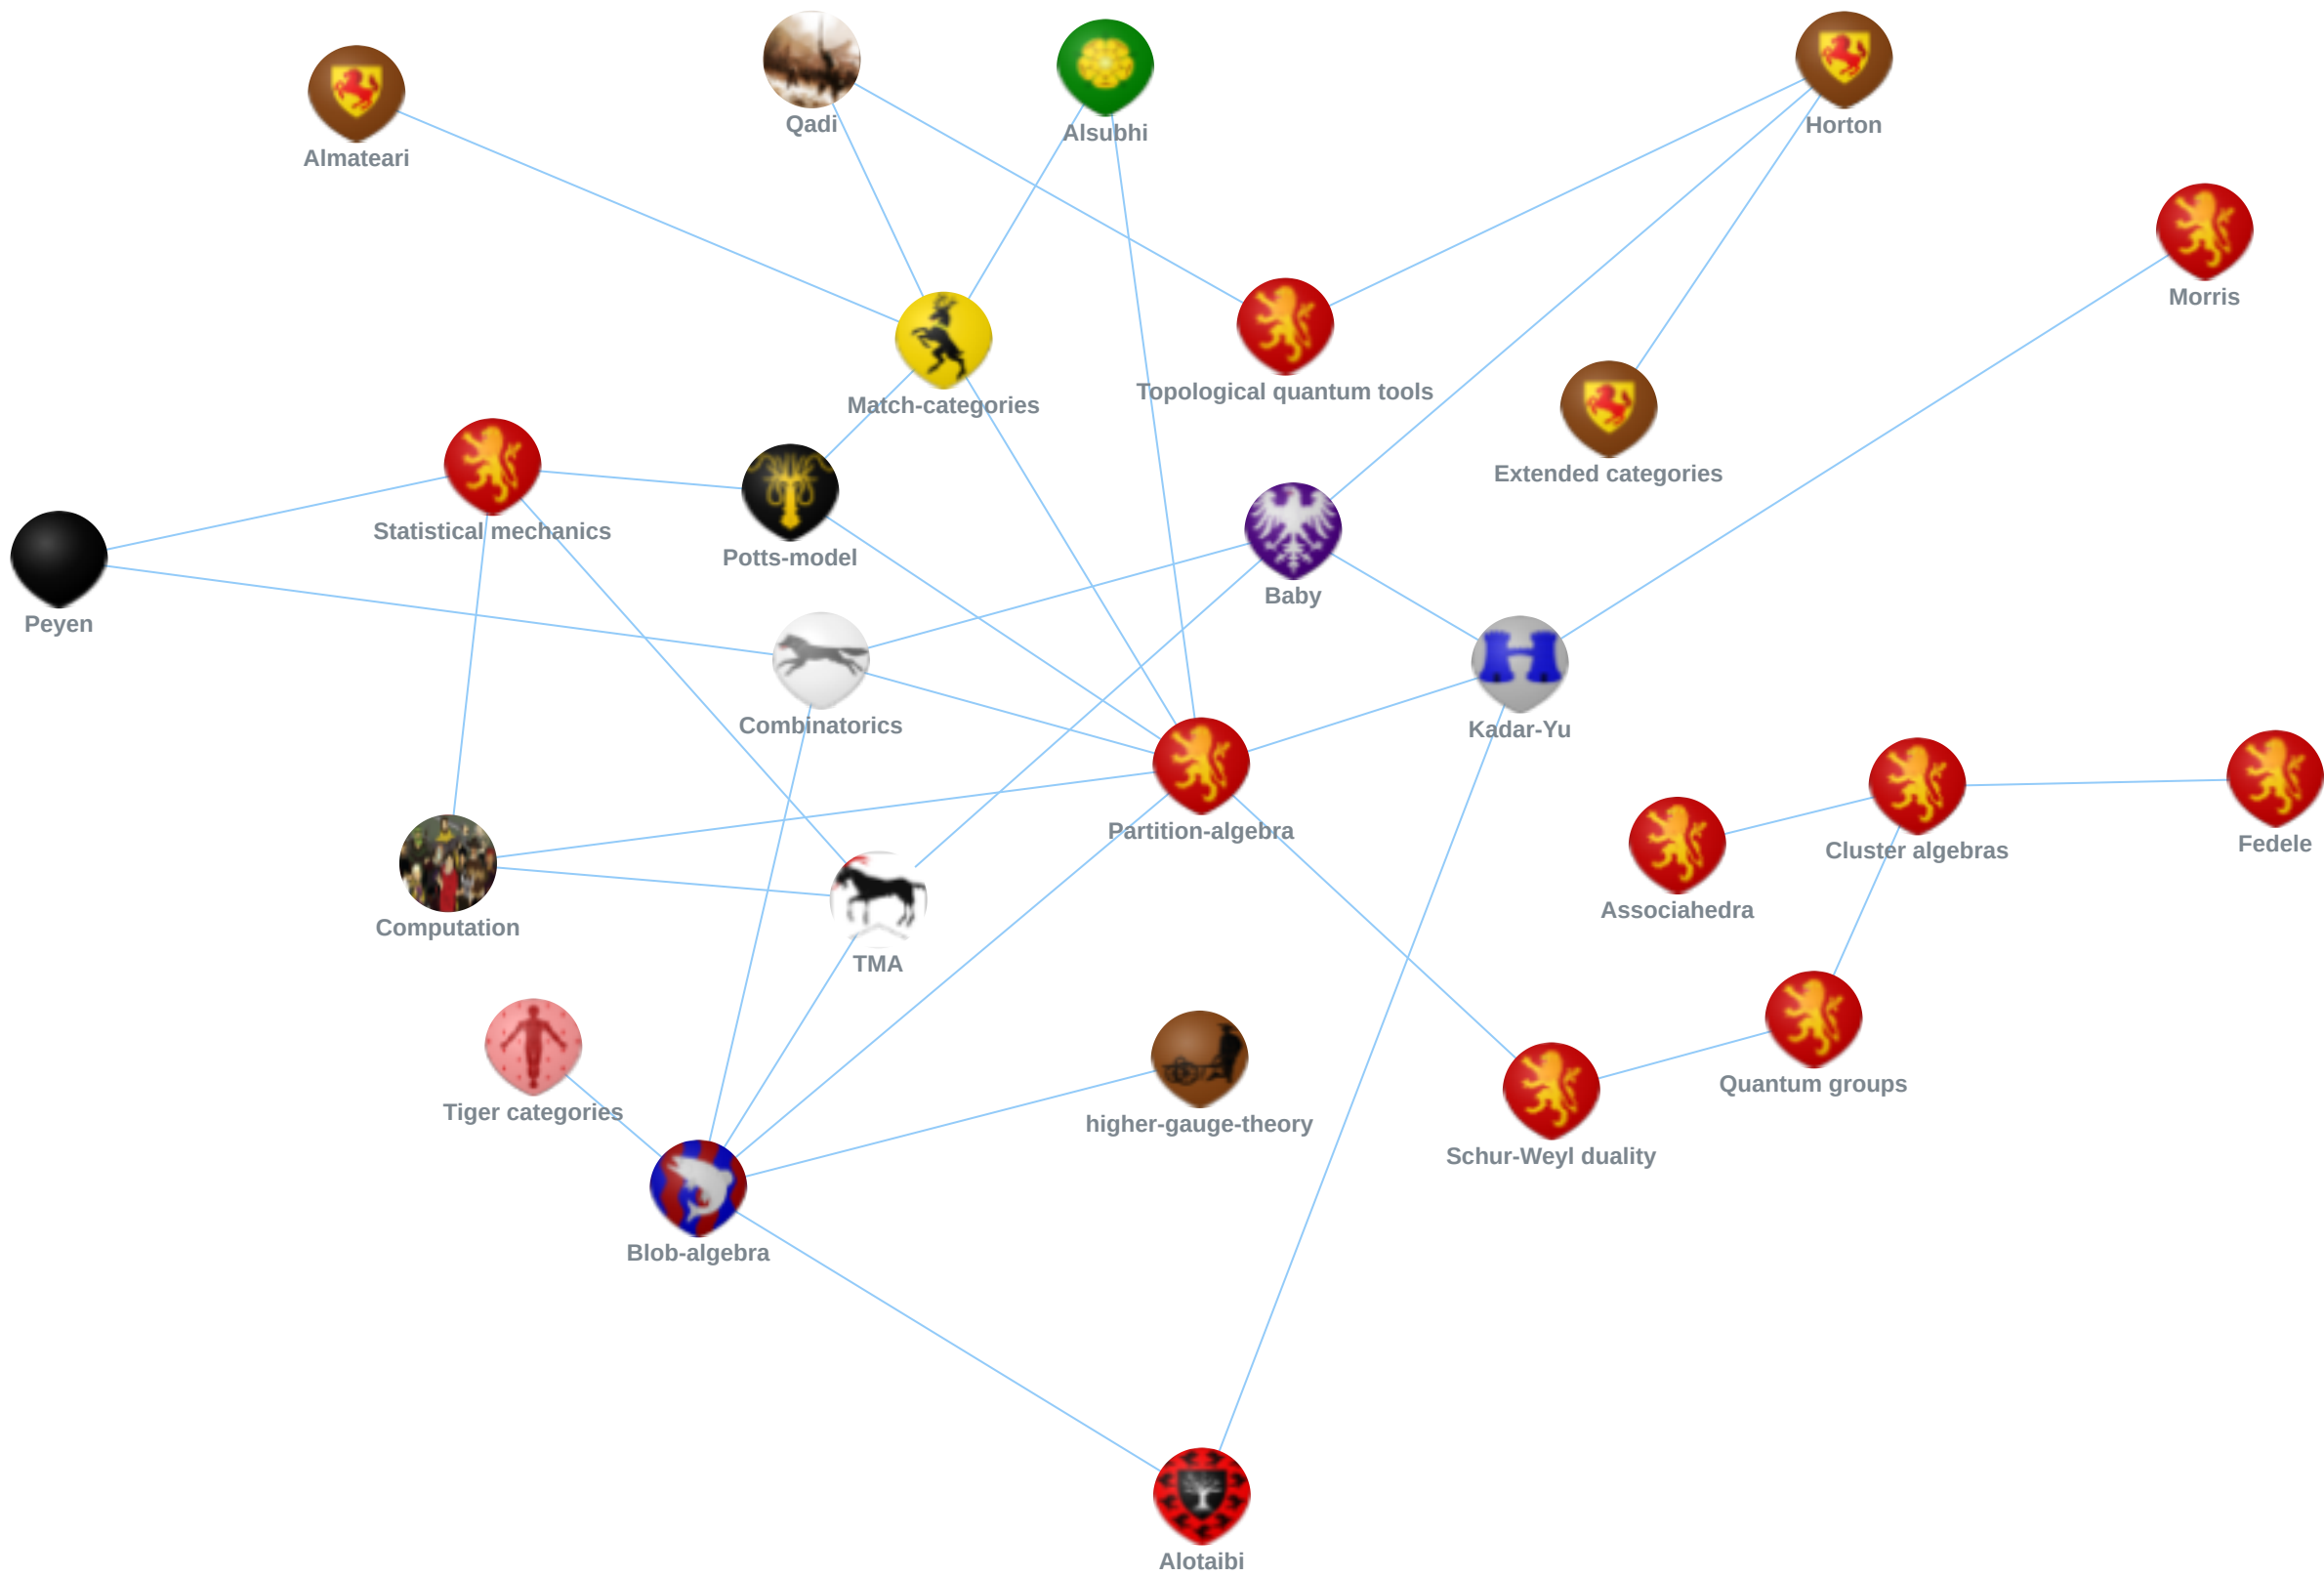 Qadi
Alsubhi
Horton
Almateari
Morris
Topological quantum tools
Match-categories
Extended categories
Statistical mechanics
Potts-model
Baby
Peyen
Combinatorics
Kadar-Yu
Partition-algebra
Fedele
Cluster algebras
Associahedra
Computation
TMA
Quantum groups
Tiger categories
higher-gauge-theory
Schur-Weyl duality
Blob-algebra
Alotaibi